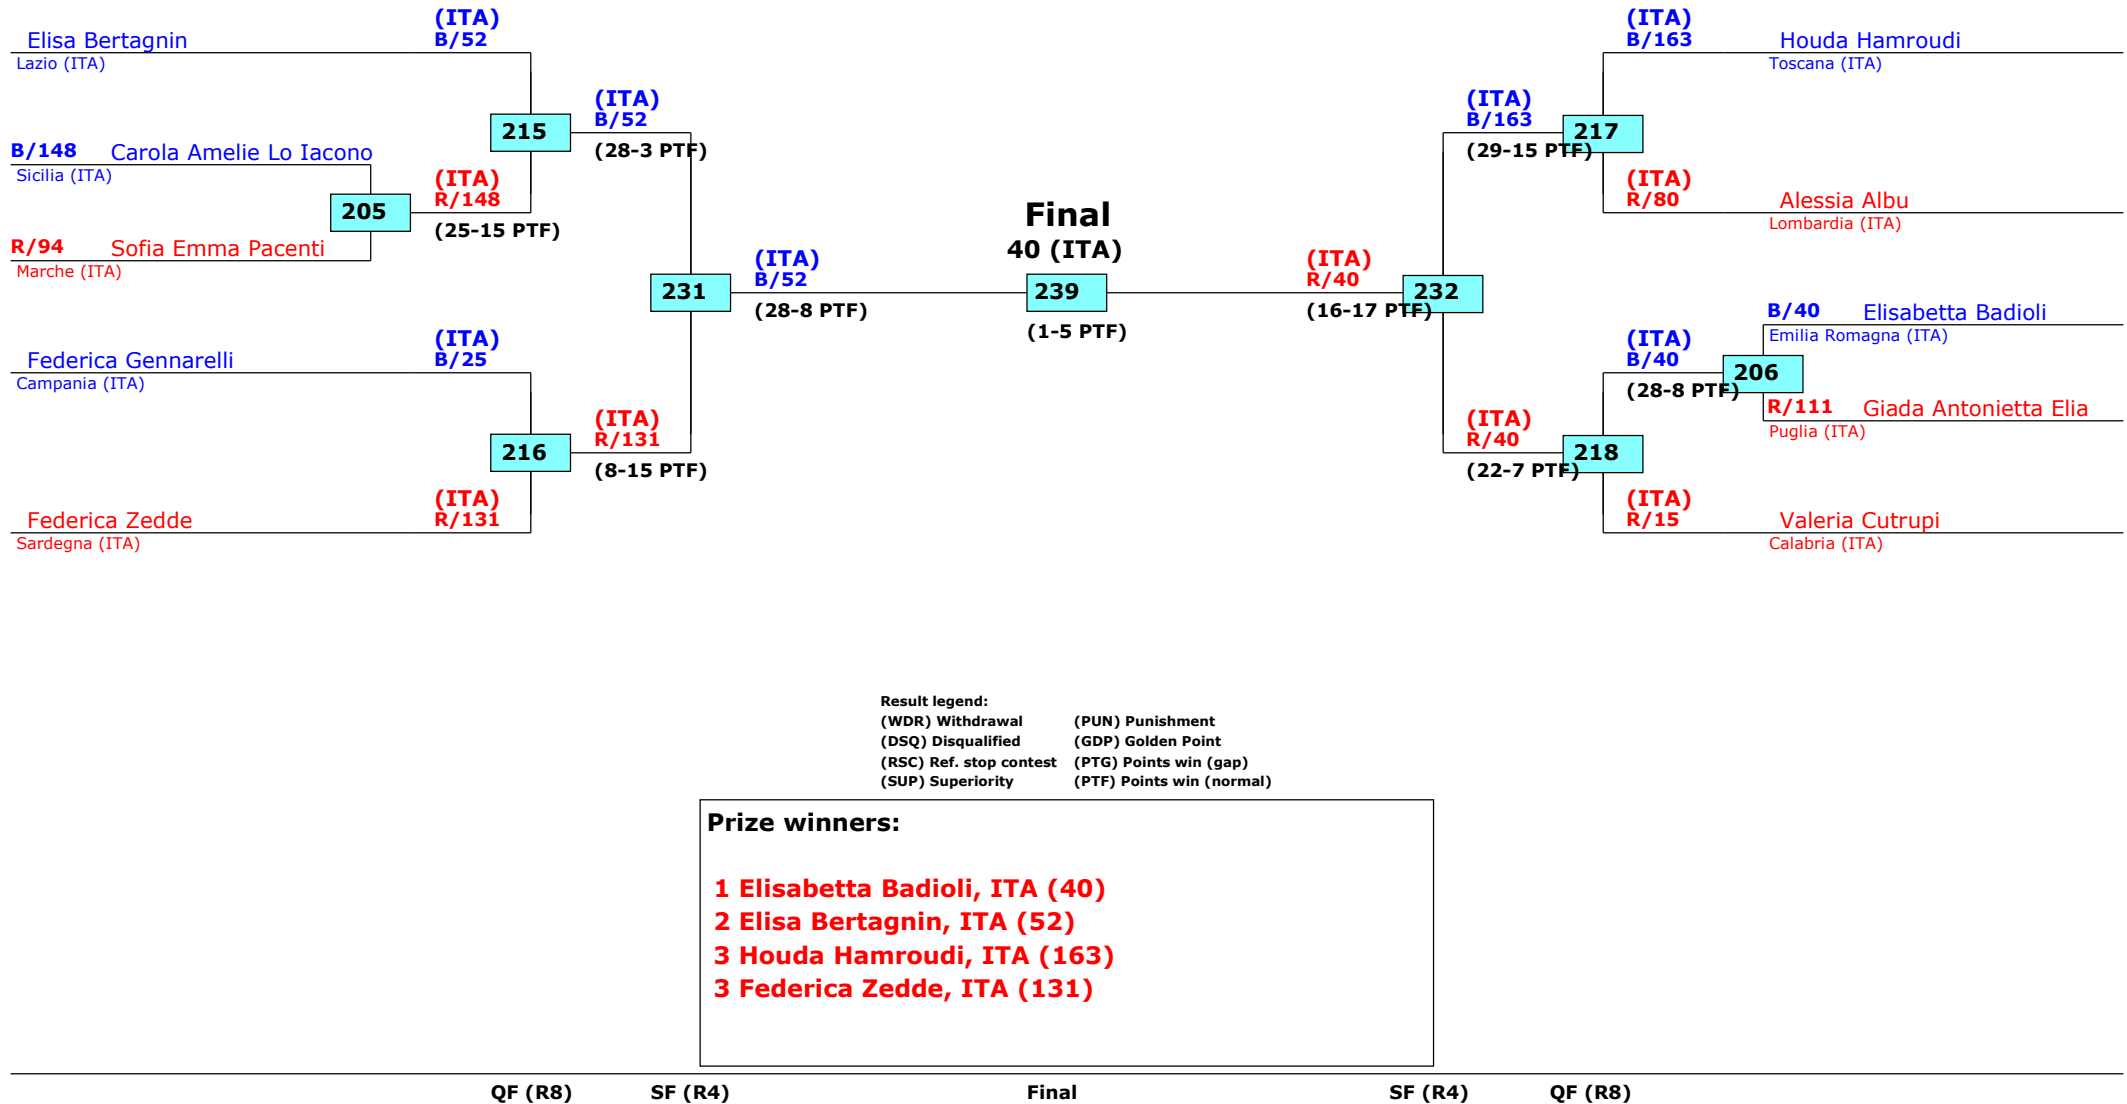 (ITA)
B/52
Elisa Bertagnin
Lazio (ITA)
215
(ITA)
B/52
(28-3 PTF)
B/148 Carola Amelie Lo Iacono
Sicilia (ITA)
205
(ITA)
R/148
(25-15 PTF)
R/94 Sofia Emma Pacenti
Marche (ITA)
231
(ITA)
B/52
(28-8 PTF)
(ITA)
B/25
Federica Gennarelli
Campania (ITA)
216
(ITA)
R/131
(8-15 PTF)
(ITA)
R/131
Federica Zedde
Sardegna (ITA)
Final
40 (ITA)
239
(1-5 PTF)
(ITA)
B/163
Houda Hamroudi
Toscana (ITA)
(ITA)
B/163
217
(29-15 PTF)
(ITA)
R/80
Alessia Albu
Lombardia (ITA)
(ITA)
R/40
232
(16-17 PTF)
B/40 Elisabetta Badioli
Emilia Romagna (ITA)
(ITA)
B/40
206
(28-8 PTF)
R/111 Giada Antonietta Elia
Puglia (ITA)
(ITA)
R/40
218
(22-7 PTF)
(ITA)
R/15
Valeria Cutrupi
Calabria (ITA)
Result legend:
(WDR) Withdrawal (PUN) Punishment
(DSQ) Disqualified (GDP) Golden Point
(RSC) Ref. stop contest (PTG) Points win (gap)
(SUP) Superiority (PTF) Points win (normal)
Prize winners:
1 Elisabetta Badioli, ITA (40)
2 Elisa Bertagnin, ITA (52)
3 Houda Hamroudi, ITA (163)
3 Federica Zedde, ITA (131)
QF (R8) SF (R4) Final SF (R4) QF (R8)